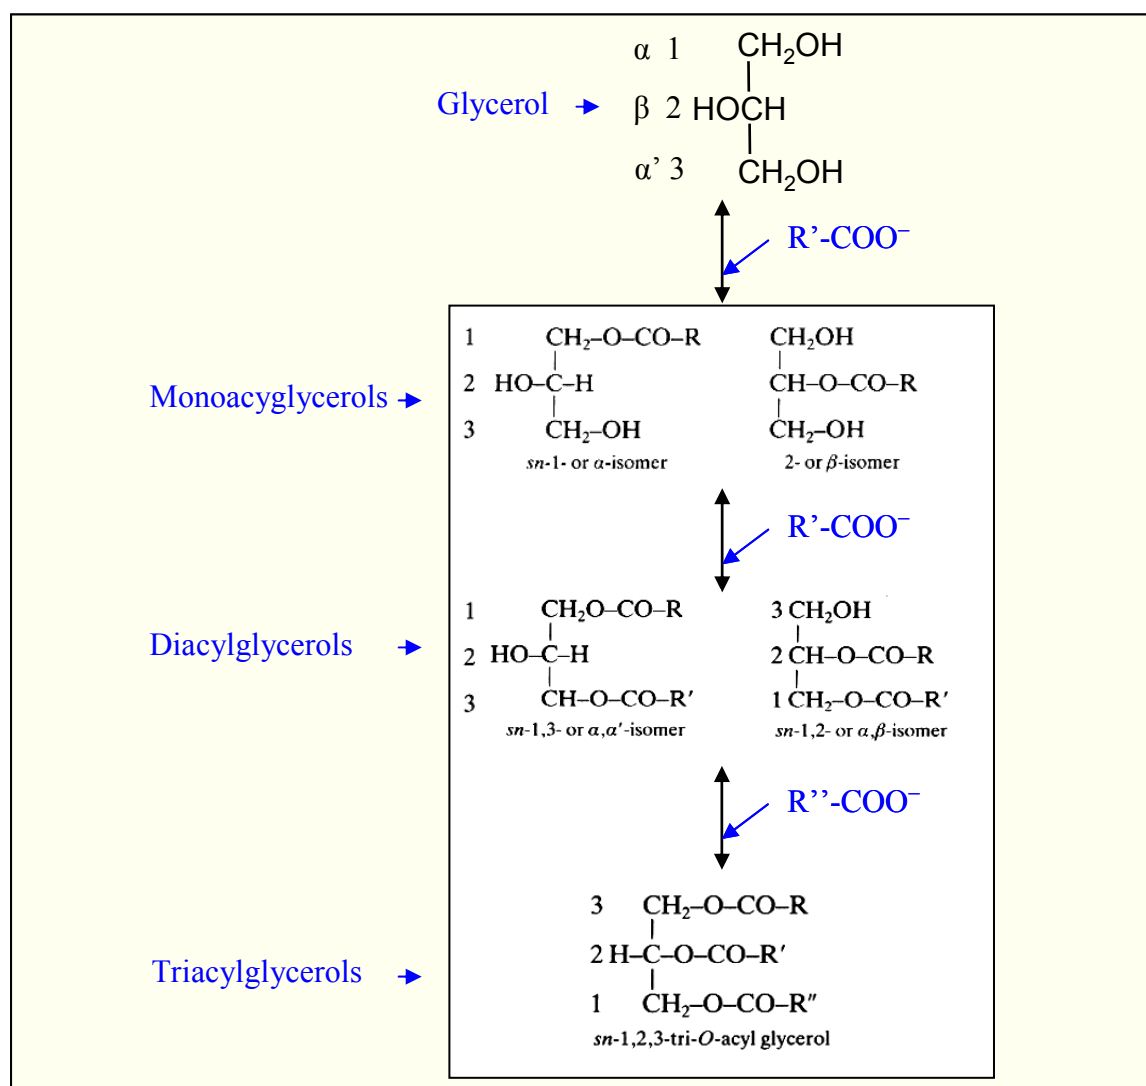 α 1 CH₂OH
Glycerol β 2 HOCH
α’ 3 CH₂OH
R’-COO⁻
1 CH₂–O–CO–R CH₂OH
2 HO–C–H CH–O–CO–R
Monoacyglycerols
3 CH₂–OH CH₂–OH
sn-1- or α-isomer 2- or β-isomer
R’-COO⁻
1 CH₂O–CO–R 3 CH₂OH
Diacylglycerols
2 HO–C–H 2 CH–O–CO–R
3 CH–O–CO–R′ 1 CH₂–O–CO–R′
sn-1,3- or α,α′-isomer sn-1,2- or α,β-isomer
R’’-COO⁻
3 CH₂–O–CO–R
2 H–C–O–CO–R′
Triacylglycerols
1 CH₂–O–CO–R″
sn-1,2,3-tri-O-acyl glycerol